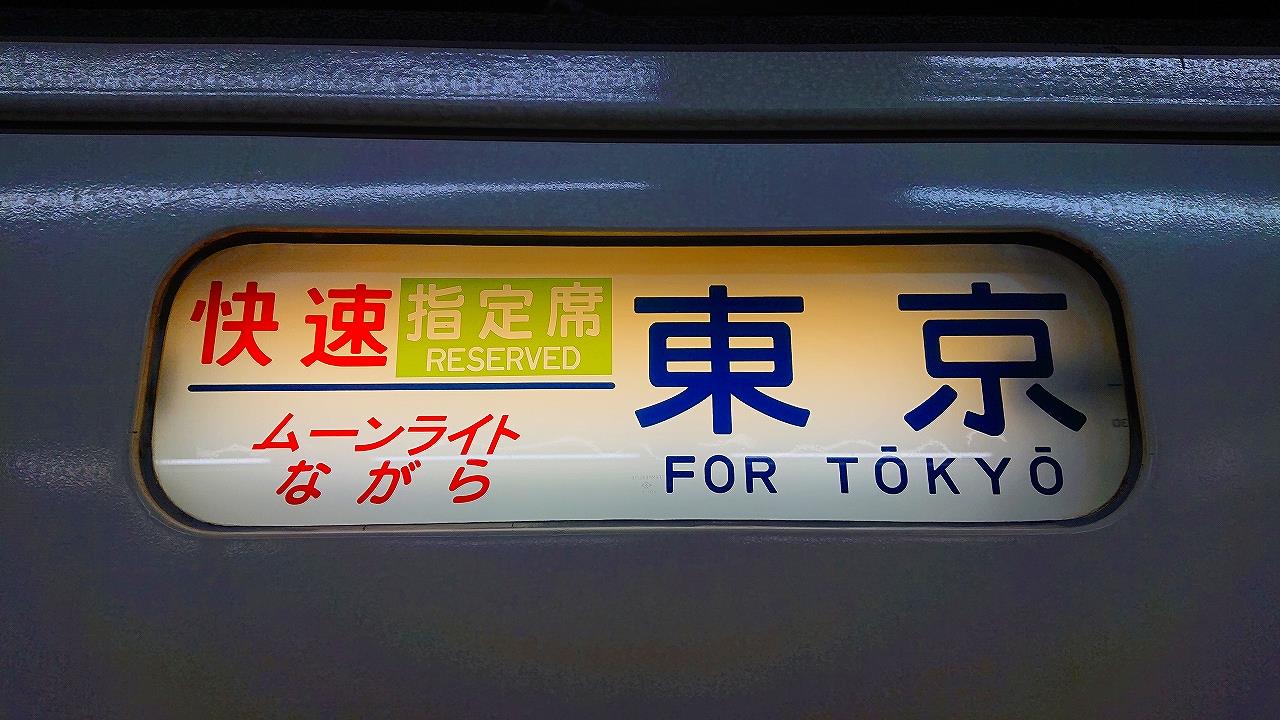 快速 指定席
RESERVED
ムーンライト
ながら
東京
FOR TŌKYŌ